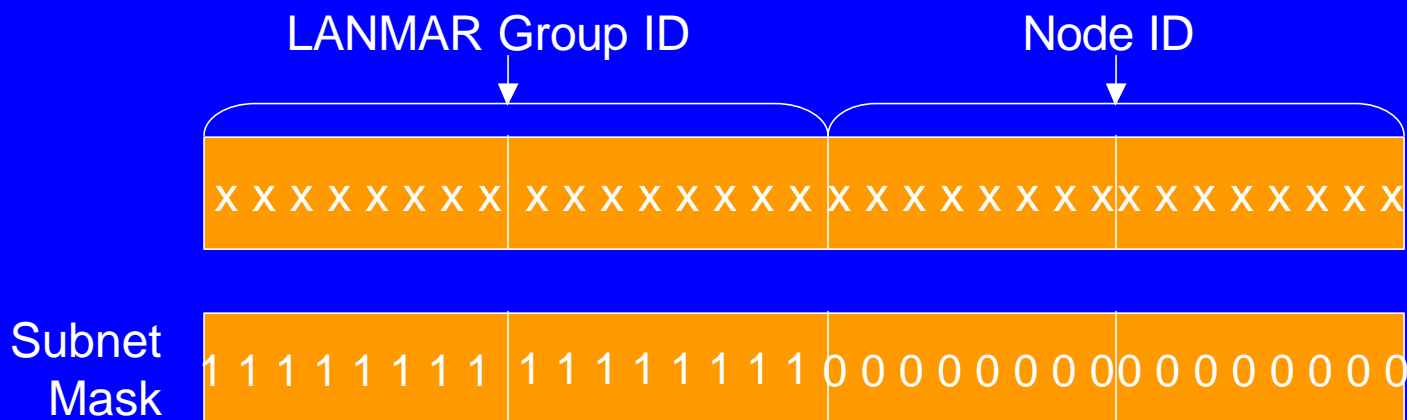 LANMAR Group ID Node ID
x x x x x x x x x x x x x x x x x x x x x x x x x x x x x x x x
Subnet
Mask
1 1 1 1 1 1 1 1 1 1 1 1 1 1 1 1 0 0 0 0 0 0 0 0 0 0 0 0 0 0 0 0